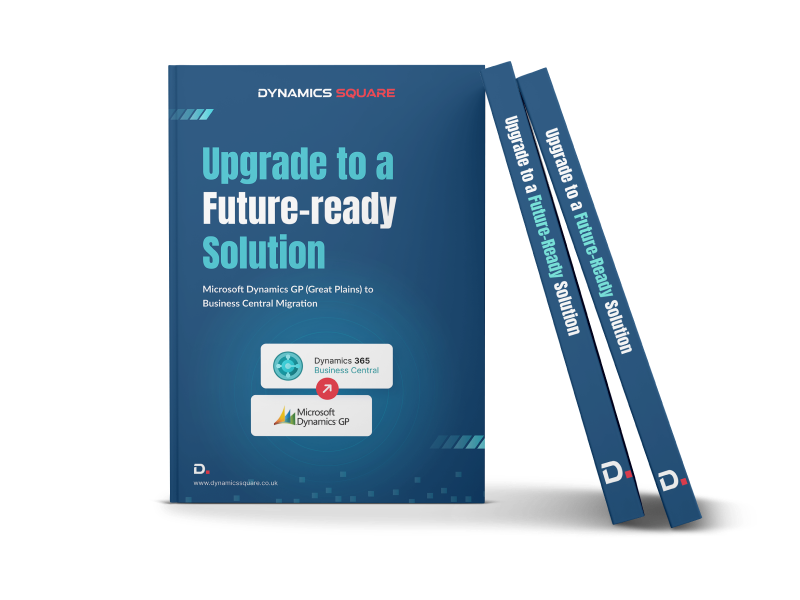 DYNAMICS SQUARE
Upgrade to a
Future-ready
Solution
Microsoft Dynamics GP (Great Plains) to
Business Central Migration
Dynamics 365
Business Central
Microsoft
Dynamics GP
D.
www.dynamicssquare.co.uk
Upgrade to a Future-Ready Solution
D.
Upgrade to a Future-Ready Solution
D.